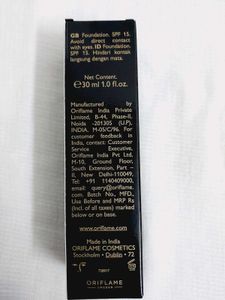 GB Foundation. SPF 15.
Avoid direct contact
with eyes. ID Foundation.
SPF 15. Hindari kontak
langsung dengan mata.
Net Content.
℮30 ml 1.0 fl.oz.
Manufactured by
Oriflame India Private
Limited, B-44, Phase-II,
Noida -201305 (U.P),
INDIA. M-05/C/96. For
customer feedback in
India, contact: Customer
Service Executive,
Oriflame India Pvt Ltd,
M-10, Ground Floor,
South Extension, Part-
II, New Delhi-110049,
Tel: +91 1140409000,
email: query@oriflame.
com. Batch No., MFD.,
Use Before and MRP Rs
(Incl. of all taxes) marked
below or on base.
www.oriflame.com
Made in India
ORIFLAME COSMETICS
Stockholm • Dublin • 72
ORIFLAME
SWEDEN